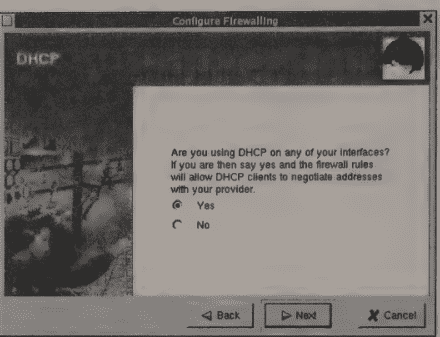 Configure Firewalling
DHCP
Are you using DHCP on any of your interfaces?
If you are then say yes and the firewall rules
will allow DHCP clients to negotiate addresses
with your provider.
Yes
No
Back
Next
Cancel